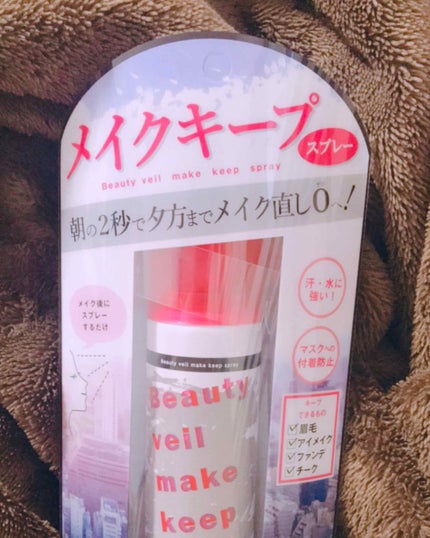 メイクキープ
スプレー
Beauty veil make keep spray
朝の2秒で夕方までメイク直し0へ!
ゼロ
メイク後に
スプレー
するだけ
汗・水に
強い!
マスクへの
付着防止
キープ
できるもの
眉毛
アイメイク
ファンデ
チーク
Beauty veil make keep spray
Beauty
veil
make
keep